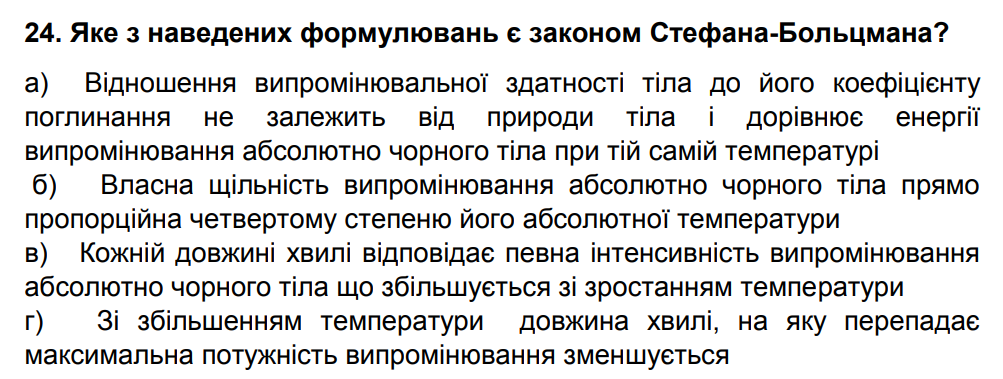 24. Яке з наведених формулювань є законом Стефана-Больцмана?
а) Відношення випромінювальної здатності тіла до його коефіцієнту
поглинання не залежить від природи тіла і дорівнює енергії
випромінювання абсолютно чорного тіла при тій самій температурі
б) Власна щільність випромінювання абсолютно чорного тіла прямо
пропорційна четвертому степеню його абсолютної температури
в) Кожній довжині хвилі відповідає певна інтенсивність випромінювання
абсолютно чорного тіла що збільшується зі зростанням температури
г) Зі збільшенням температури довжина хвилі, на яку перепадає
максимальна потужність випромінювання зменшується